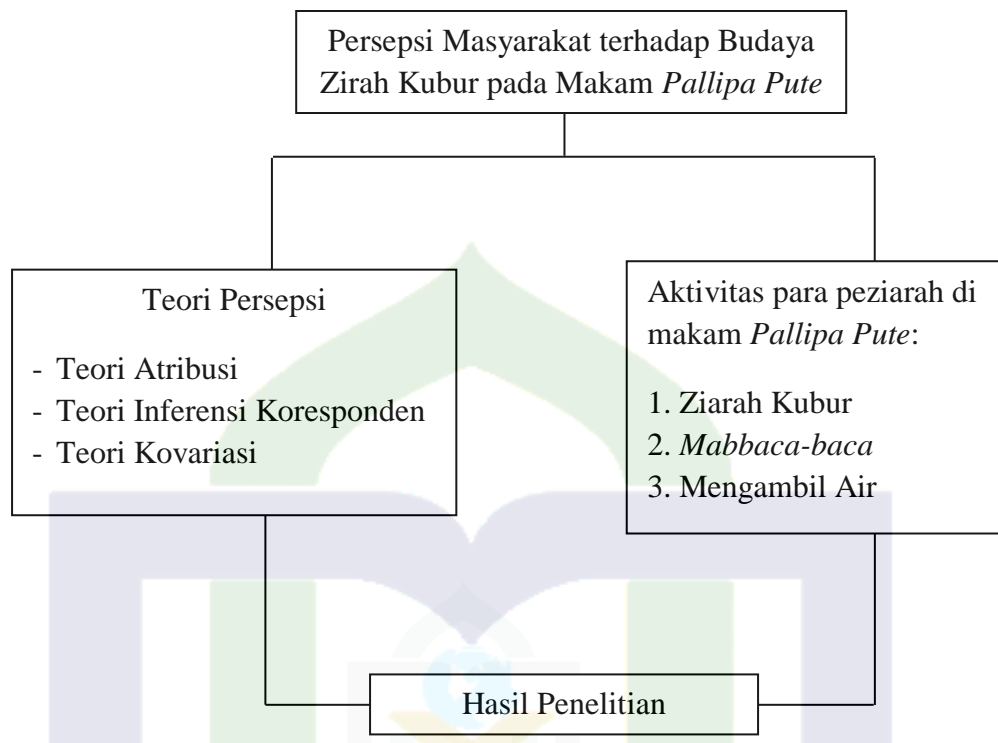 Persepsi Masyarakat terhadap Budaya
Zirah Kubur pada Makam Pallipa Pute
Teori Persepsi
- Teori Atribusi
- Teori Inferensi Koresponden
- Teori Kovariasi
Aktivitas para peziarah di
makam Pallipa Pute:
1. Ziarah Kubur
2. Mabbaca-baca
3. Mengambil Air
Hasil Penelitian